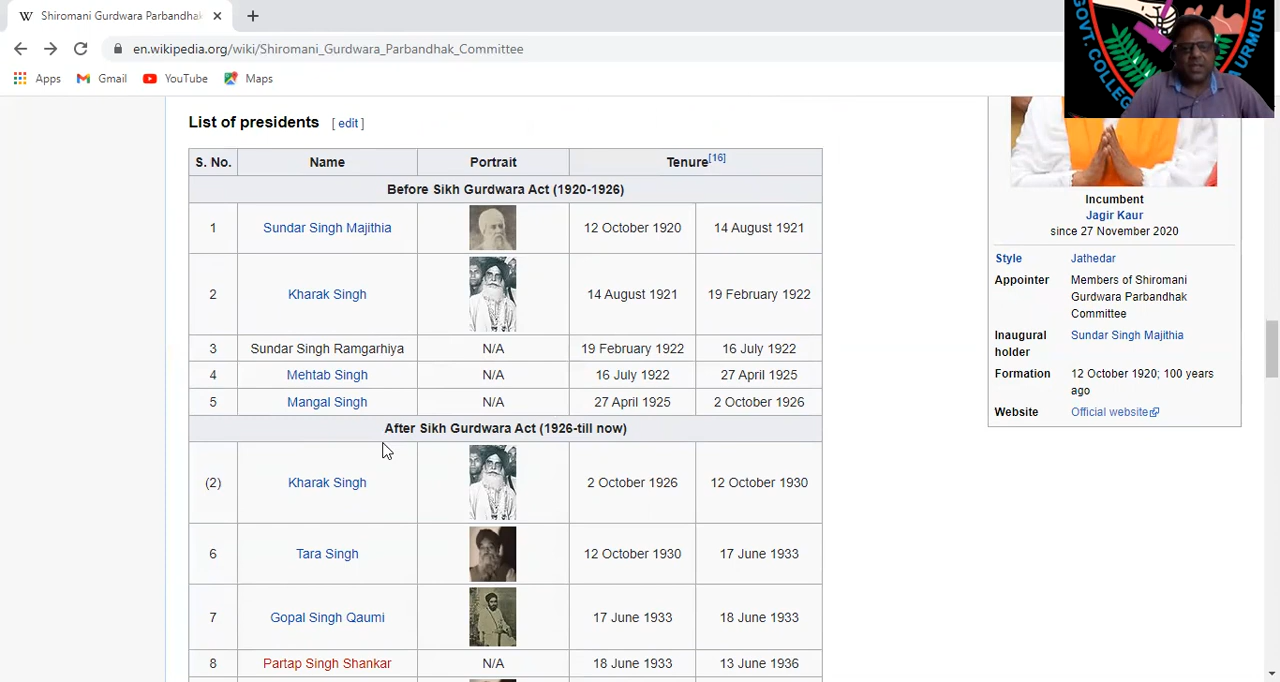 Shiromani Gurdwara Parbandhak
en.wikipedia.org/wiki/Shiromani_Gurdwara_Parbandhak_Committee
Apps Gmail YouTube Maps
GOVT. COLLEGE
URMUR
List of presidents [ edit ]
S. No. Name Portrait Tenure[16]
Before Sikh Gurdwara Act (1920-1926)
1 Sundar Singh Majithia 12 October 1920 14 August 1921
2 Kharak Singh 14 August 1921 19 February 1922
3 Sundar Singh Ramgarhiya N/A 19 February 1922 16 July 1922
4 Mehtab Singh N/A 16 July 1922 27 April 1925
5 Mangal Singh N/A 27 April 1925 2 October 1926
After Sikh Gurdwara Act (1926-till now)
(2) Kharak Singh 2 October 1926 12 October 1930
6 Tara Singh 12 October 1930 17 June 1933
7 Gopal Singh Qaumi 17 June 1933 18 June 1933
8 Partap Singh Shankar N/A 18 June 1933 13 June 1936
Incumbent
Jagir Kaur
since 27 November 2020
Style Jathedar
Appointer Members of Shiromani
Gurdwara Parbandhak
Committee
Inaugural Sundar Singh Majithia
holder
Formation 12 October 1920; 100 years
ago
Website Official website